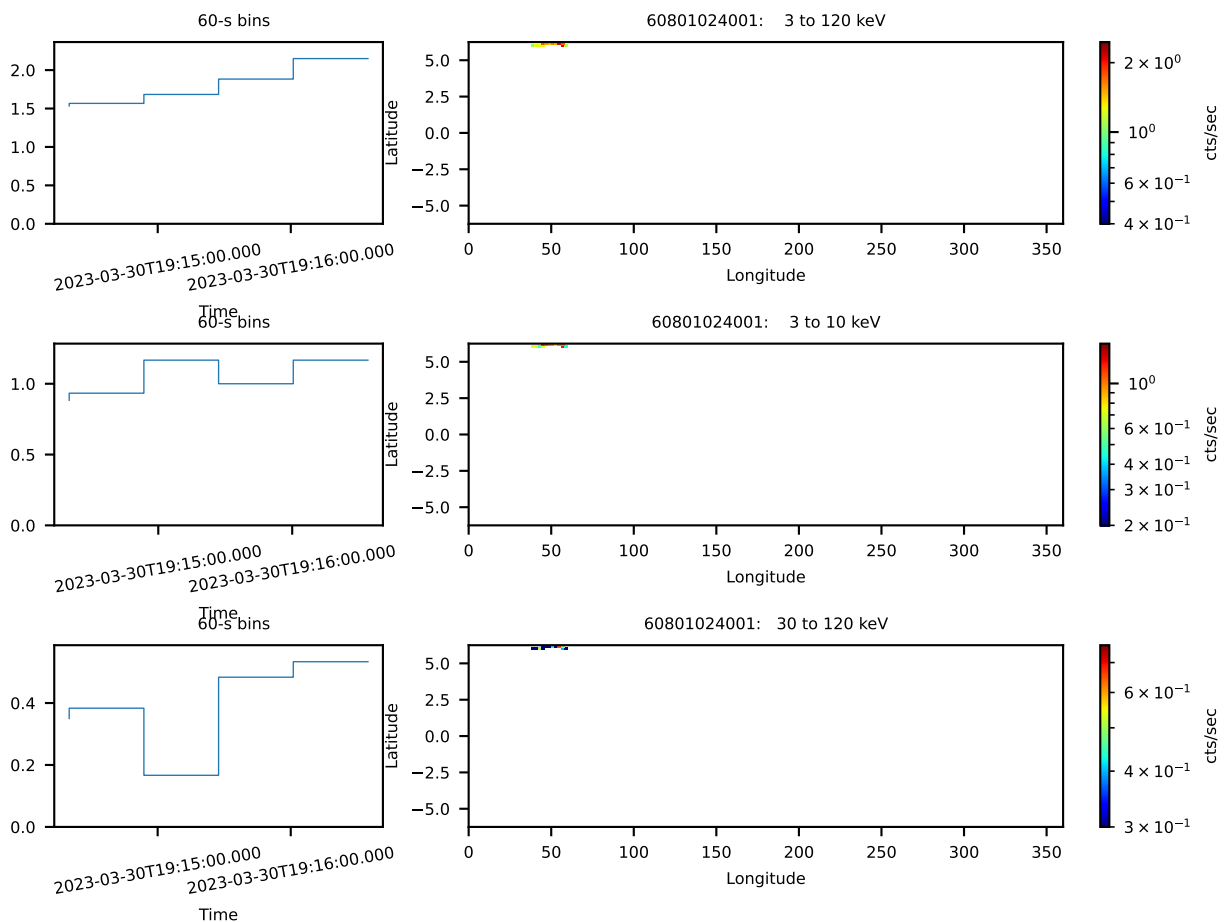 60-s bins
60801024001:    3 to 120 keV
2.0
1.5
1.0
0.5
0.0
Latitude
5.0
2.5
0.0
−2.5
−5.0
2 × 10⁰
10⁰
6 × 10⁻¹
4 × 10⁻¹
cts/sec
2023-03-30T19:15:00.000
2023-03-30T19:16:00.000
Time
0 50 100 150 200 250 300 350
Longitude
60-s bins
60801024001:    3 to 10 keV
1.0
0.5
0.0
Latitude
5.0
2.5
0.0
−2.5
−5.0
10⁰
6 × 10⁻¹
4 × 10⁻¹
3 × 10⁻¹
2 × 10⁻¹
cts/sec
2023-03-30T19:15:00.000
2023-03-30T19:16:00.000
Time
0 50 100 150 200 250 300 350
Longitude
60-s bins
60801024001:   30 to 120 keV
0.4
0.2
0.0
Latitude
5.0
2.5
0.0
−2.5
−5.0
6 × 10⁻¹
4 × 10⁻¹
3 × 10⁻¹
cts/sec
2023-03-30T19:15:00.000
2023-03-30T19:16:00.000
Time
0 50 100 150 200 250 300 350
Longitude